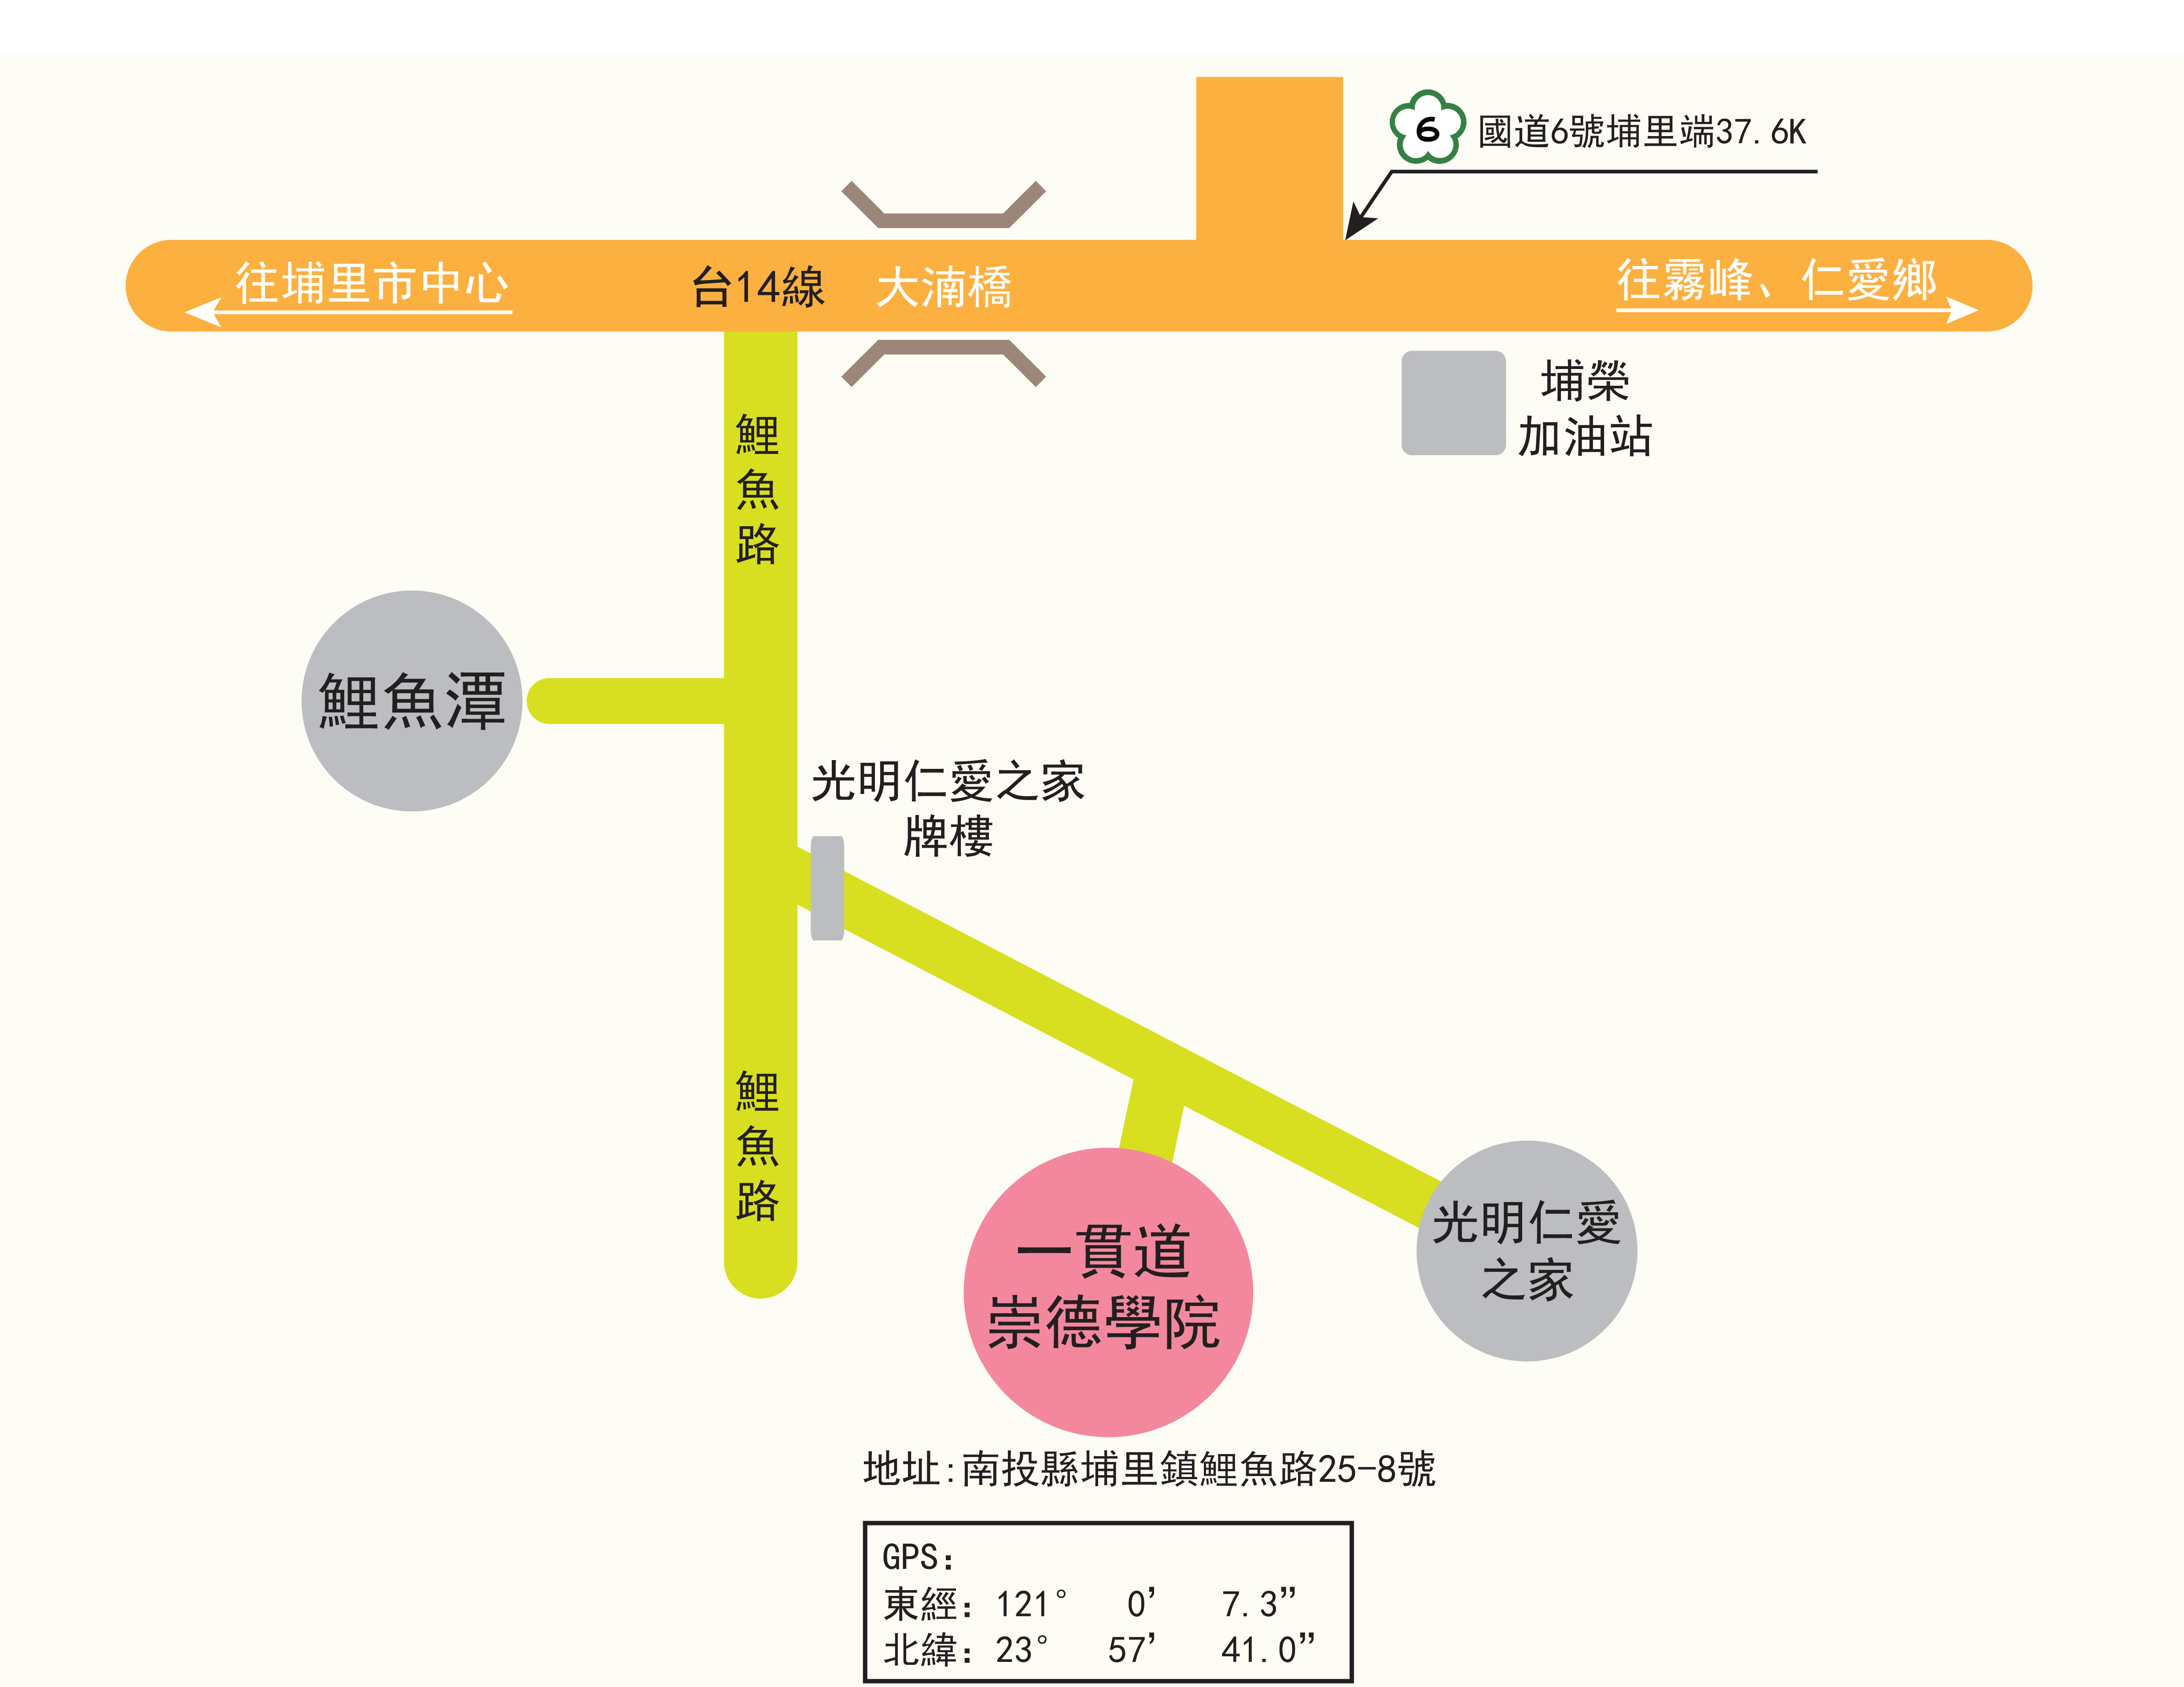 6
國道6號埔里端37.6K
往埔里市中心
台14線
大湳橋
往霧峰、仁愛鄉
埔榮
加油站
鯉魚路
鯉魚潭
光明仁愛之家
牌樓
鯉魚路
一貫道
崇德學院
光明仁愛
之家
地址:南投縣埔里鎮鯉魚路25-8號
GPS:
東經: 121° 0’ 7.3”
北緯: 23° 57’ 41.0”